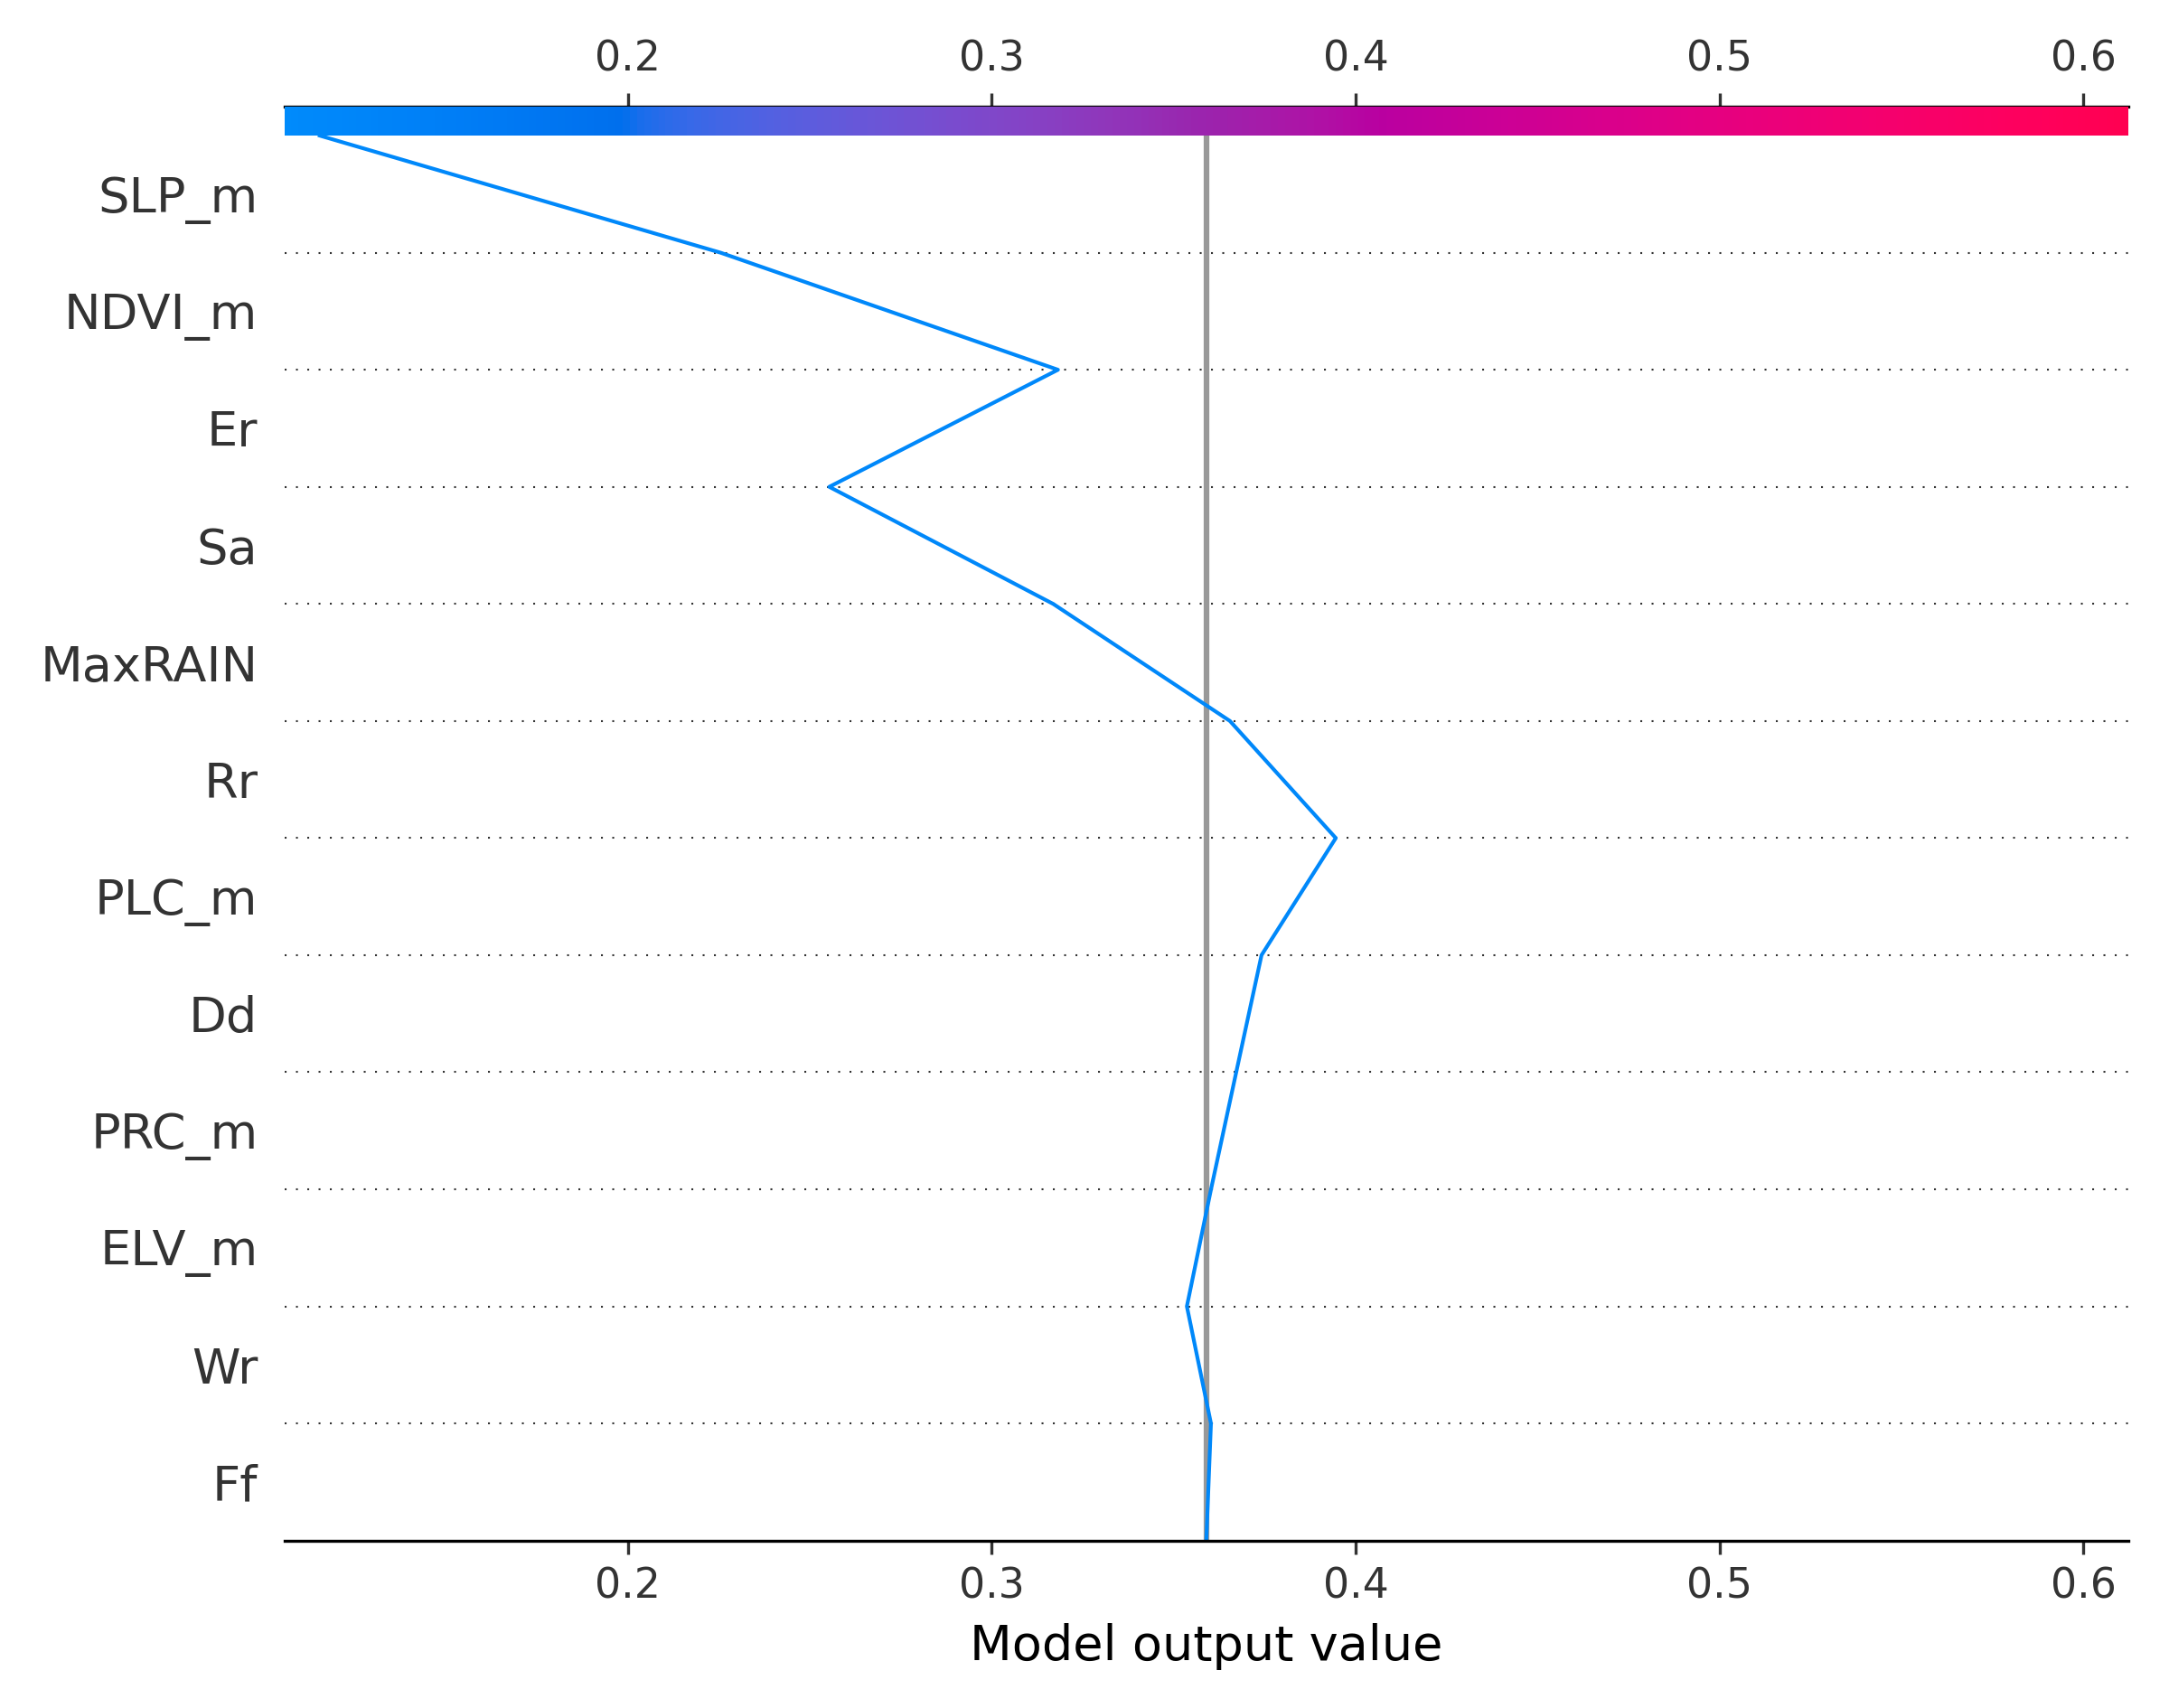 0.2 0.3 0.4 0.5 0.6
SLP_m
NDVI_m
Er
Sa
MaxRAIN
Rr
PLC_m
Dd
PRC_m
ELV_m
Wr
Ff
0.2 0.3 0.4 0.5 0.6
Model output value